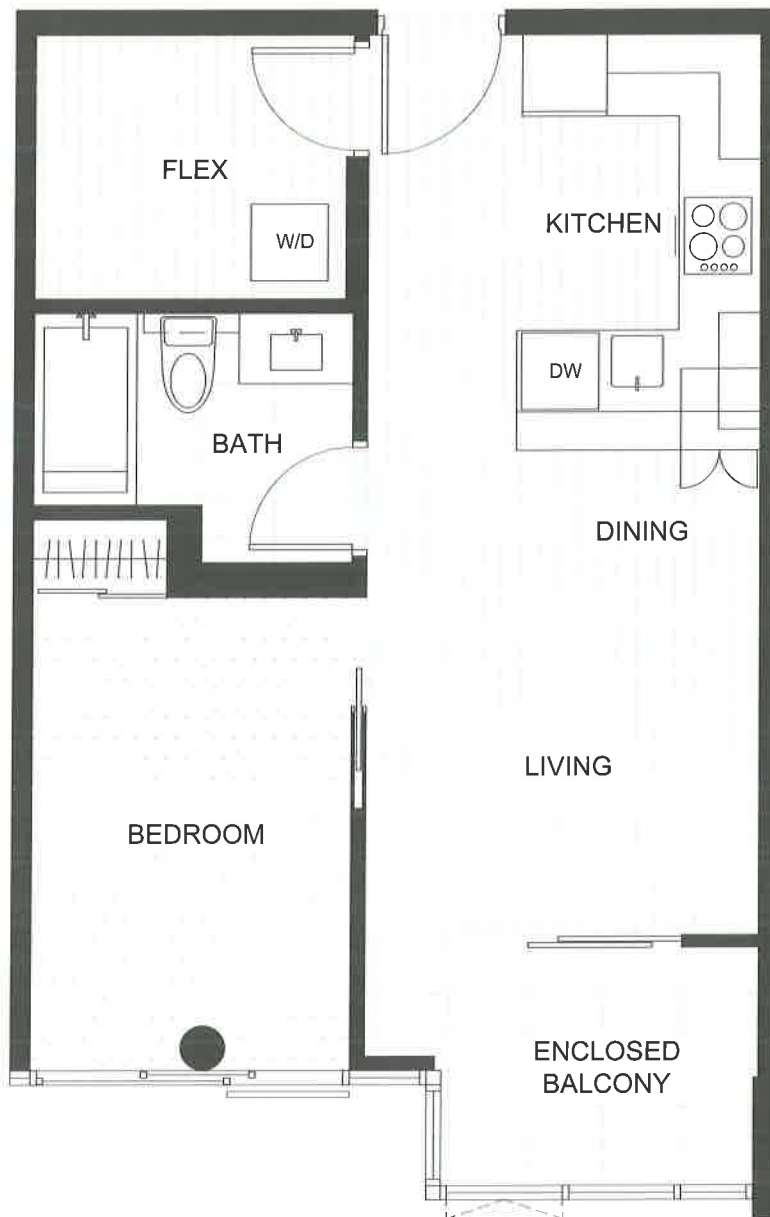 FLEX
KITCHEN
W/D
DW
BATH
DINING
LIVING
BEDROOM
ENCLOSED
BALCONY